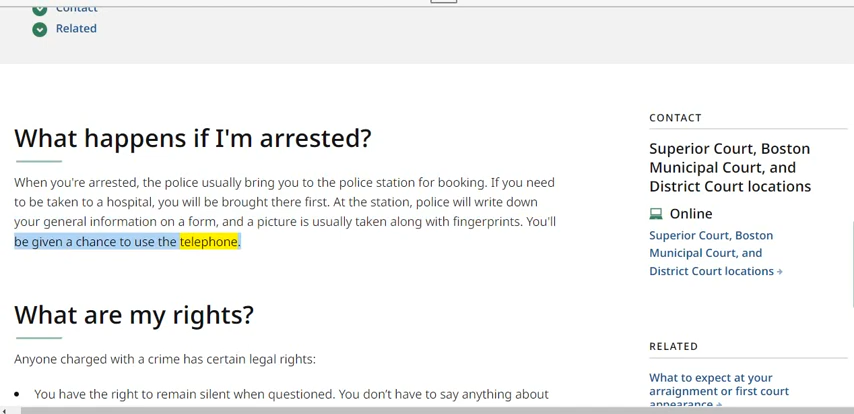 Contact
Related
What happens if I'm arrested?
When you're arrested, the police usually bring you to the police station for booking. If you need
to be taken to a hospital, you will be brought there first. At the station, police will write down
your general information on a form, and a picture is usually taken along with fingerprints. You'll
be given a chance to use the telephone.
What are my rights?
Anyone charged with a crime has certain legal rights:
You have the right to remain silent when questioned. You don’t have to say anything about
CONTACT
Superior Court, Boston
Municipal Court, and
District Court locations
Online
Superior Court, Boston
Municipal Court, and
District Court locations
RELATED
What to expect at your
arraignment or first court
appearance